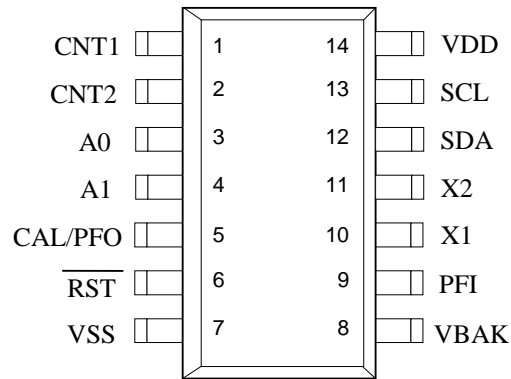 CNT1 1 14 VDD
CNT2 2 13 SCL
A0 3 12 SDA
A1 4 11 X2
CAL/PFO 5 10 X1
R̅S̅T̅ 6 9 PFI
VSS 7 8 VBAK